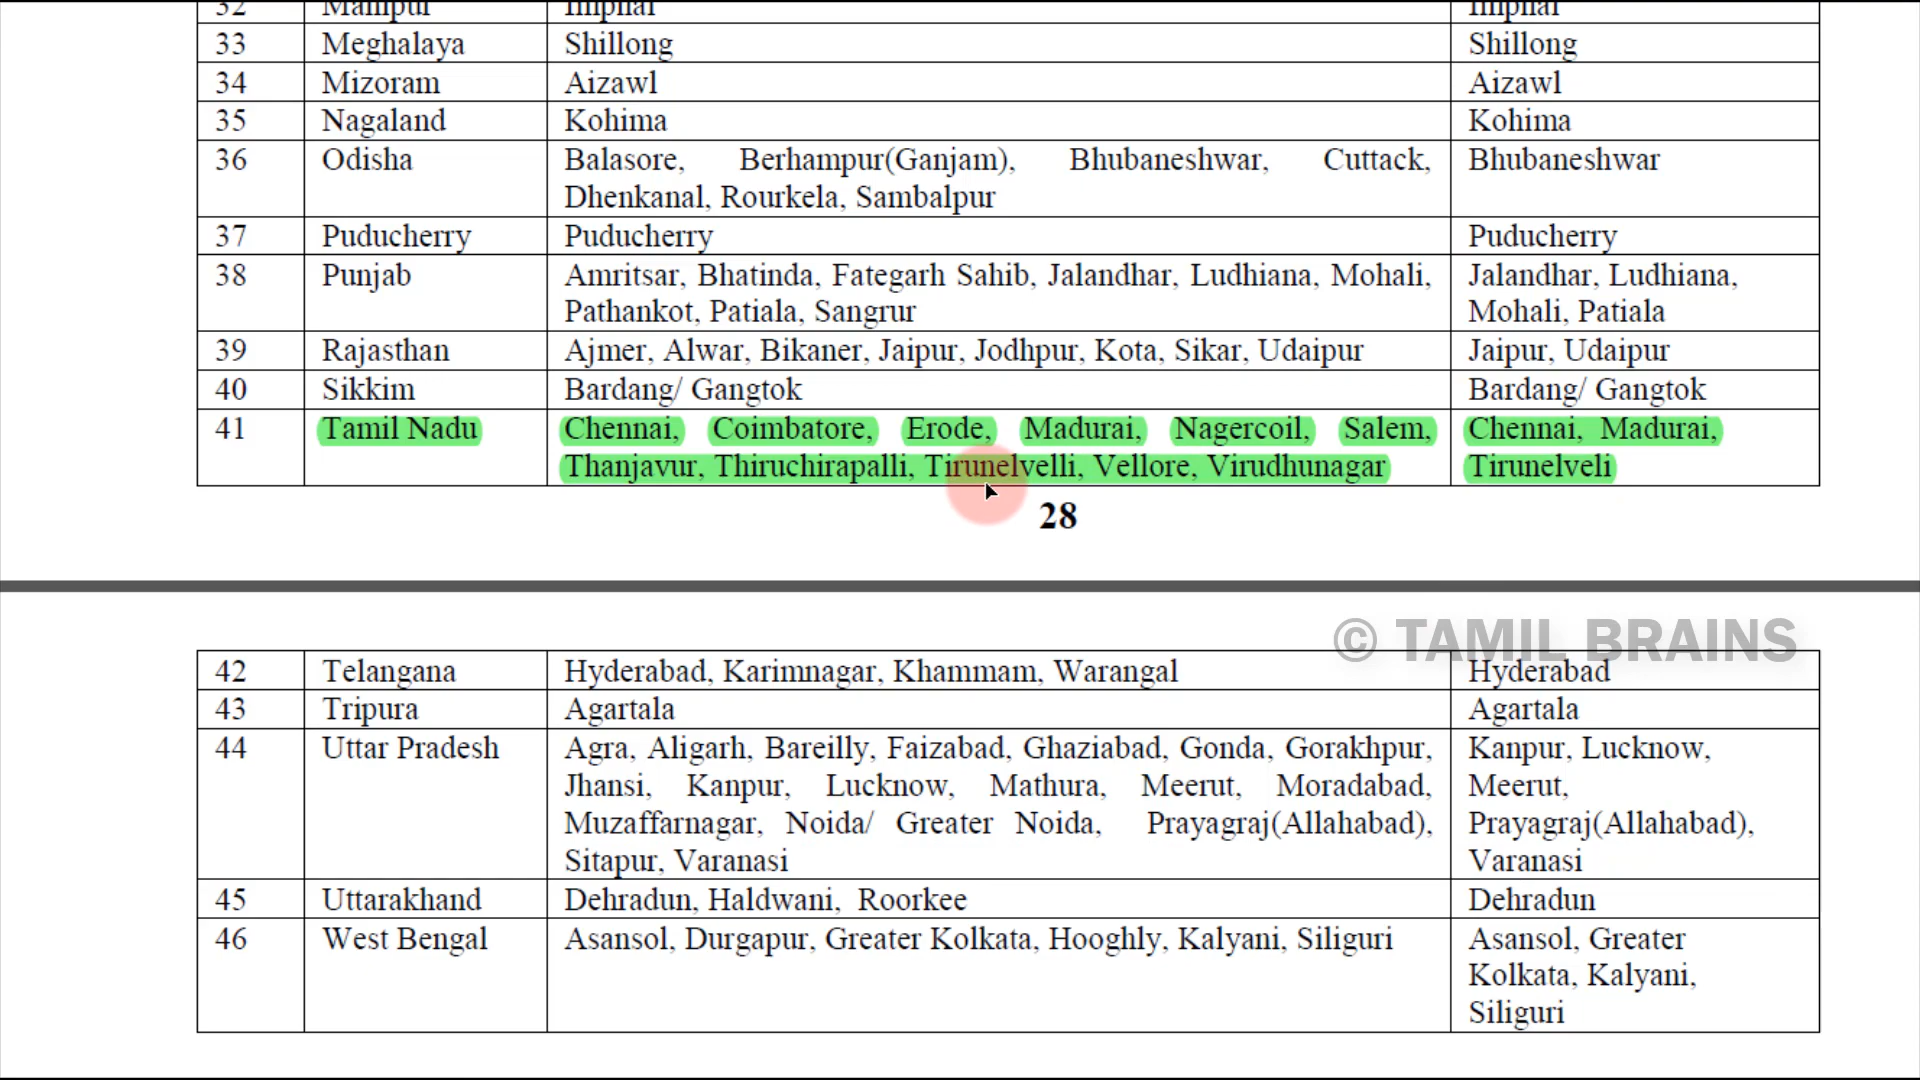 32 Manipur Imphal Imphal
33 Meghalaya Shillong Shillong
34 Mizoram Aizawl Aizawl
35 Nagaland Kohima Kohima
36 Odisha Balasore, Berhampur(Ganjam), Bhubaneshwar, Cuttack, Bhubaneshwar
Dhenkanal, Rourkela, Sambalpur
37 Puducherry Puducherry Puducherry
38 Punjab Amritsar, Bhatinda, Fategarh Sahib, Jalandhar, Ludhiana, Mohali, Jalandhar, Ludhiana,
Pathankot, Patiala, Sangrur Mohali, Patiala
39 Rajasthan Ajmer, Alwar, Bikaner, Jaipur, Jodhpur, Kota, Sikar, Udaipur Jaipur, Udaipur
40 Sikkim Bardang/ Gangtok Bardang/ Gangtok
41 Tamil Nadu Chennai, Coimbatore, Erode, Madurai, Nagercoil, Salem, Chennai, Madurai,
Thanjavur, Thiruchirapalli, Tirunelvelli, Vellore, Virudhunagar Tirunelveli
28
© TAMIL BRAINS
42 Telangana Hyderabad, Karimnagar, Khammam, Warangal Hyderabad
43 Tripura Agartala Agartala
44 Uttar Pradesh Agra, Aligarh, Bareilly, Faizabad, Ghaziabad, Gonda, Gorakhpur, Kanpur, Lucknow,
Jhansi, Kanpur, Lucknow, Mathura, Meerut, Moradabad, Meerut,
Muzaffarnagar, Noida/ Greater Noida, Prayagraj(Allahabad), Prayagraj(Allahabad),
Sitapur, Varanasi Varanasi
45 Uttarakhand Dehradun, Haldwani, Roorkee Dehradun
46 West Bengal Asansol, Durgapur, Greater Kolkata, Hooghly, Kalyani, Siliguri Asansol, Greater
Kolkata, Kalyani,
Siliguri